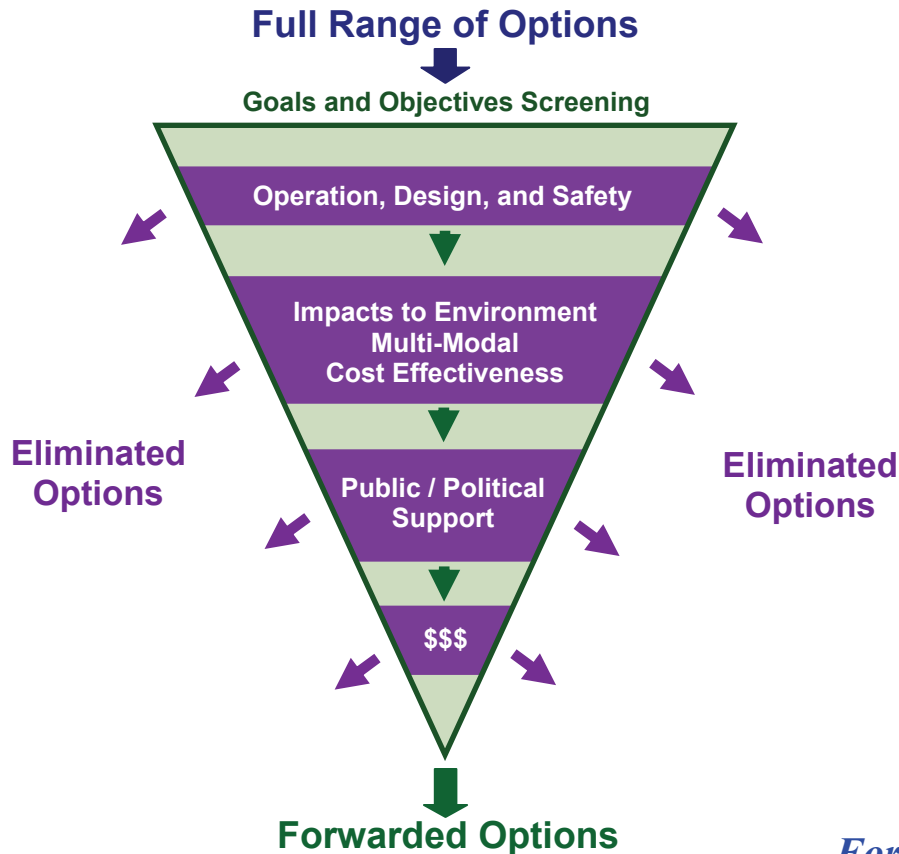 Full Range of Options
Goals and Objectives Screening
Operation, Design, and Safety
Impacts to Environment
Multi-Modal
Cost Effectiveness
Eliminated
Options
Eliminated
Options
Public / Political
Support
$$$
Forwarded Options
For